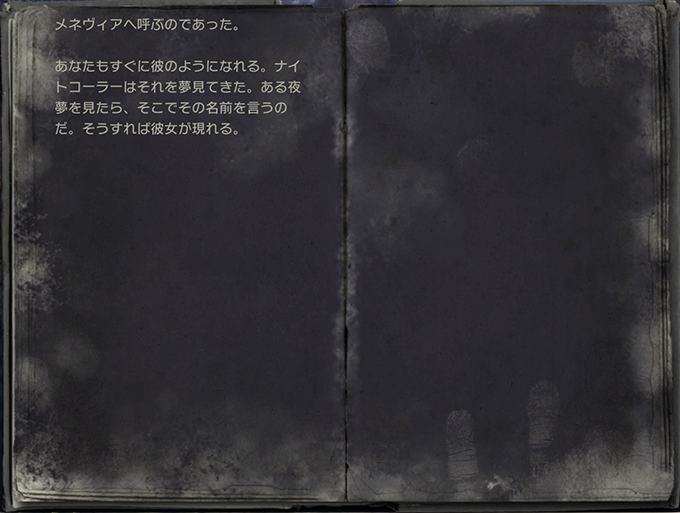 メネヴィアへ呼ぶのであった。
あなたもすぐに彼のようになれる。ナイ
トコーラーはそれを夢見てきた。ある夜
夢を見たら、そこでその名前を言うの
だ。そうすれば彼女が現れる。